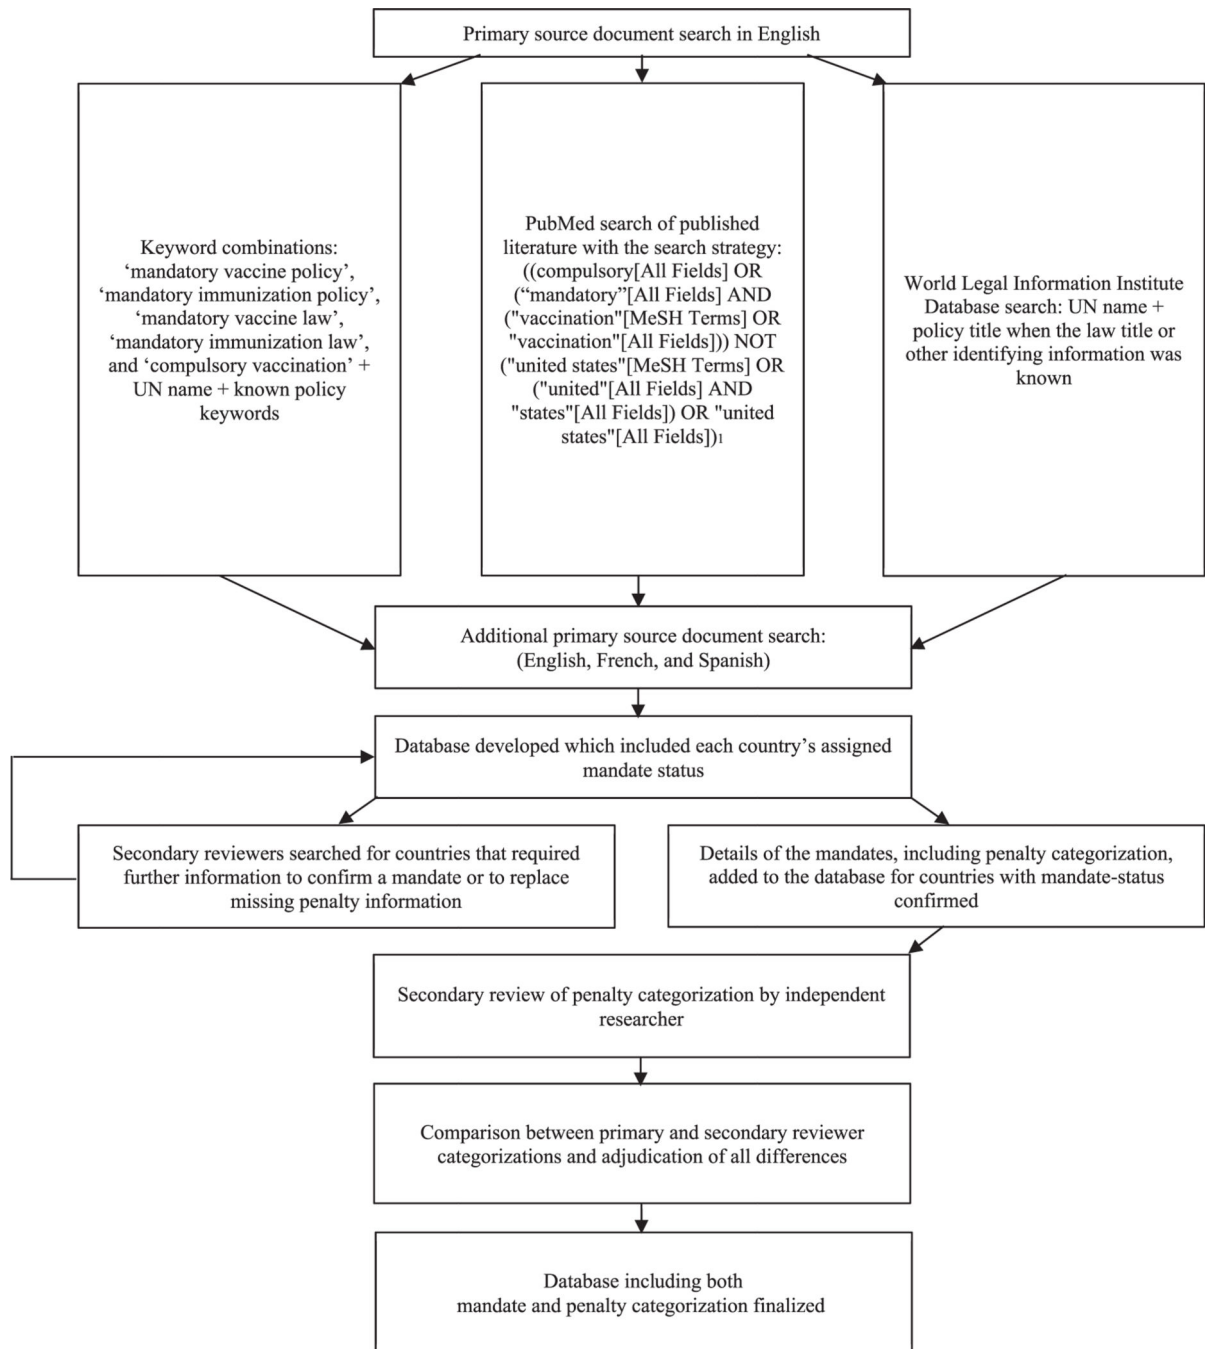 Primary source document search in English
Keyword combinations:
‘mandatory vaccine policy’,
‘mandatory immunization policy’,
‘mandatory vaccine law’,
‘mandatory immunization law’,
and ‘compulsory vaccination’ +
UN name + known policy
keywords
PubMed search of published
literature with the search strategy:
((compulsory[All Fields] OR
(“mandatory”[All Fields] AND
("vaccination"[MeSH Terms] OR
"vaccination"[All Fields])) NOT
("united states"[MeSH Terms] OR
("united"[All Fields] AND
"states"[All Fields]) OR "united
states"[All Fields])1
World Legal Information Institute
Database search: UN name +
policy title when the law title or
other identifying information was
known
Additional primary source document search:
(English, French, and Spanish)
Database developed which included each country’s assigned
mandate status
Secondary reviewers searched for countries that required
further information to confirm a mandate or to replace
missing penalty information
Details of the mandates, including penalty categorization,
added to the database for countries with mandate-status
confirmed
Secondary review of penalty categorization by independent
researcher
Comparison between primary and secondary reviewer
categorizations and adjudication of all differences
Database including both
mandate and penalty categorization finalized